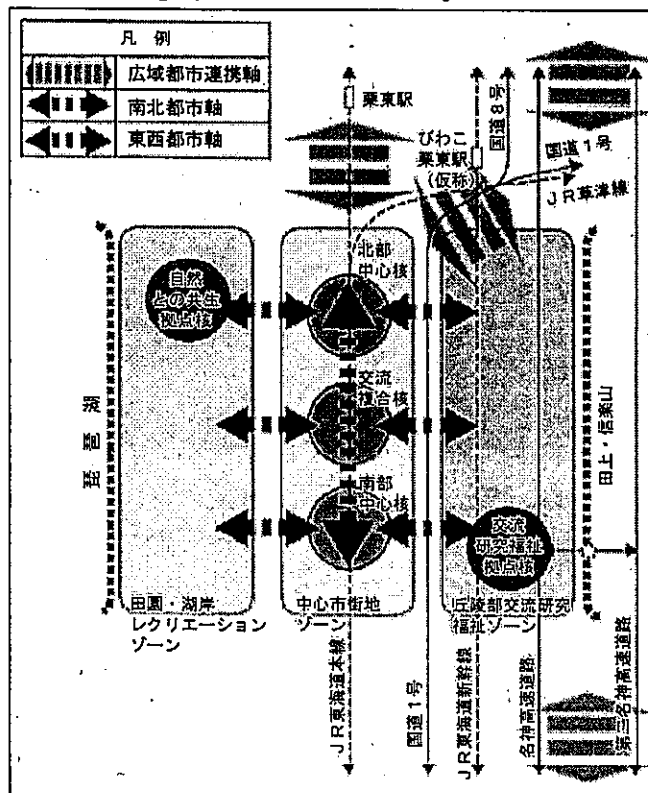 凡例
広域都市連携軸
南北都市軸
東西都市軸
栗東駅
国道8号
びわこ
栗東駅
(仮称)
国道1号
JR草津線
北部
中心核
自然
との共生
拠点核
交流
複合核
南部
中心核
交流
研究福祉
拠点核
琵琶湖
田上・信楽山
田園・湖岸
レクリエーション
ゾーン
中心市街地
ゾーン
丘陵部交流研究
福祉ゾーン
JR東海道本線
国道1号
JR東海道新幹線
名神高速道路
第二名神高速道路